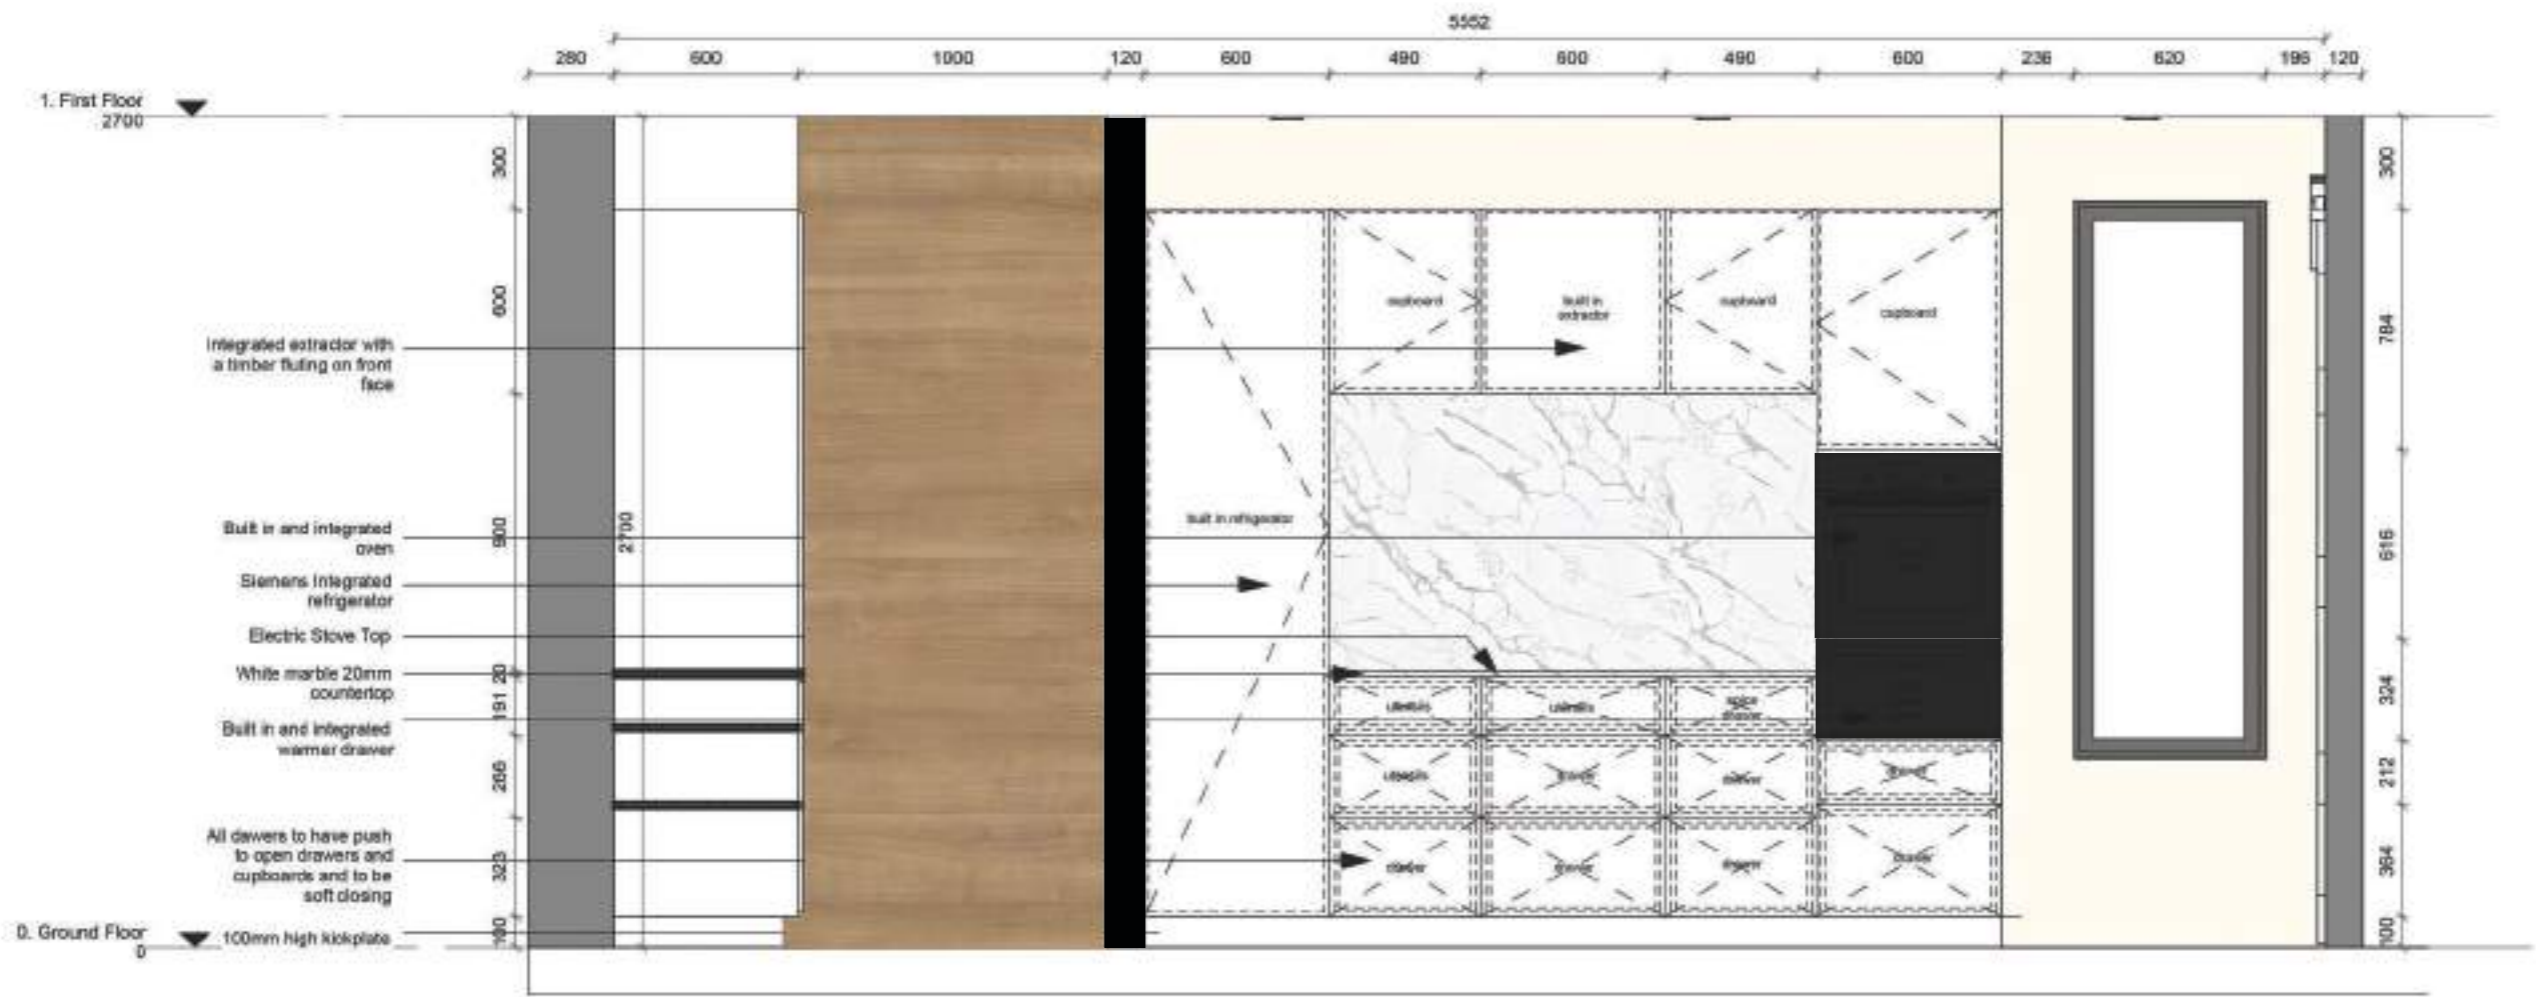 5552
280 600 1000 120 600 490 600 490 600 236 620 196 120
1. First Floor
2700
300
600
900
20
191
266
323
100
2700
Integrated extractor with
a timber fluting on front
face
Built in and integrated
oven
Siemens Integrated
refrigerator
Electric Stove Top
White marble 20mm
countertop
Built in and integrated
warmer drawer
All dawers to have push
to open drawers and
cupboards and to be
soft closing
100mm high kickplate
0. Ground Floor
0
cupboard
built in
extractor
cupboard
cupboard
built in refrigerator
utensils
utensils
spice
drawer
utensils
drawer
drawer
drawer
drawer
drawer
drawer
drawer
300
784
616
324
212
364
100